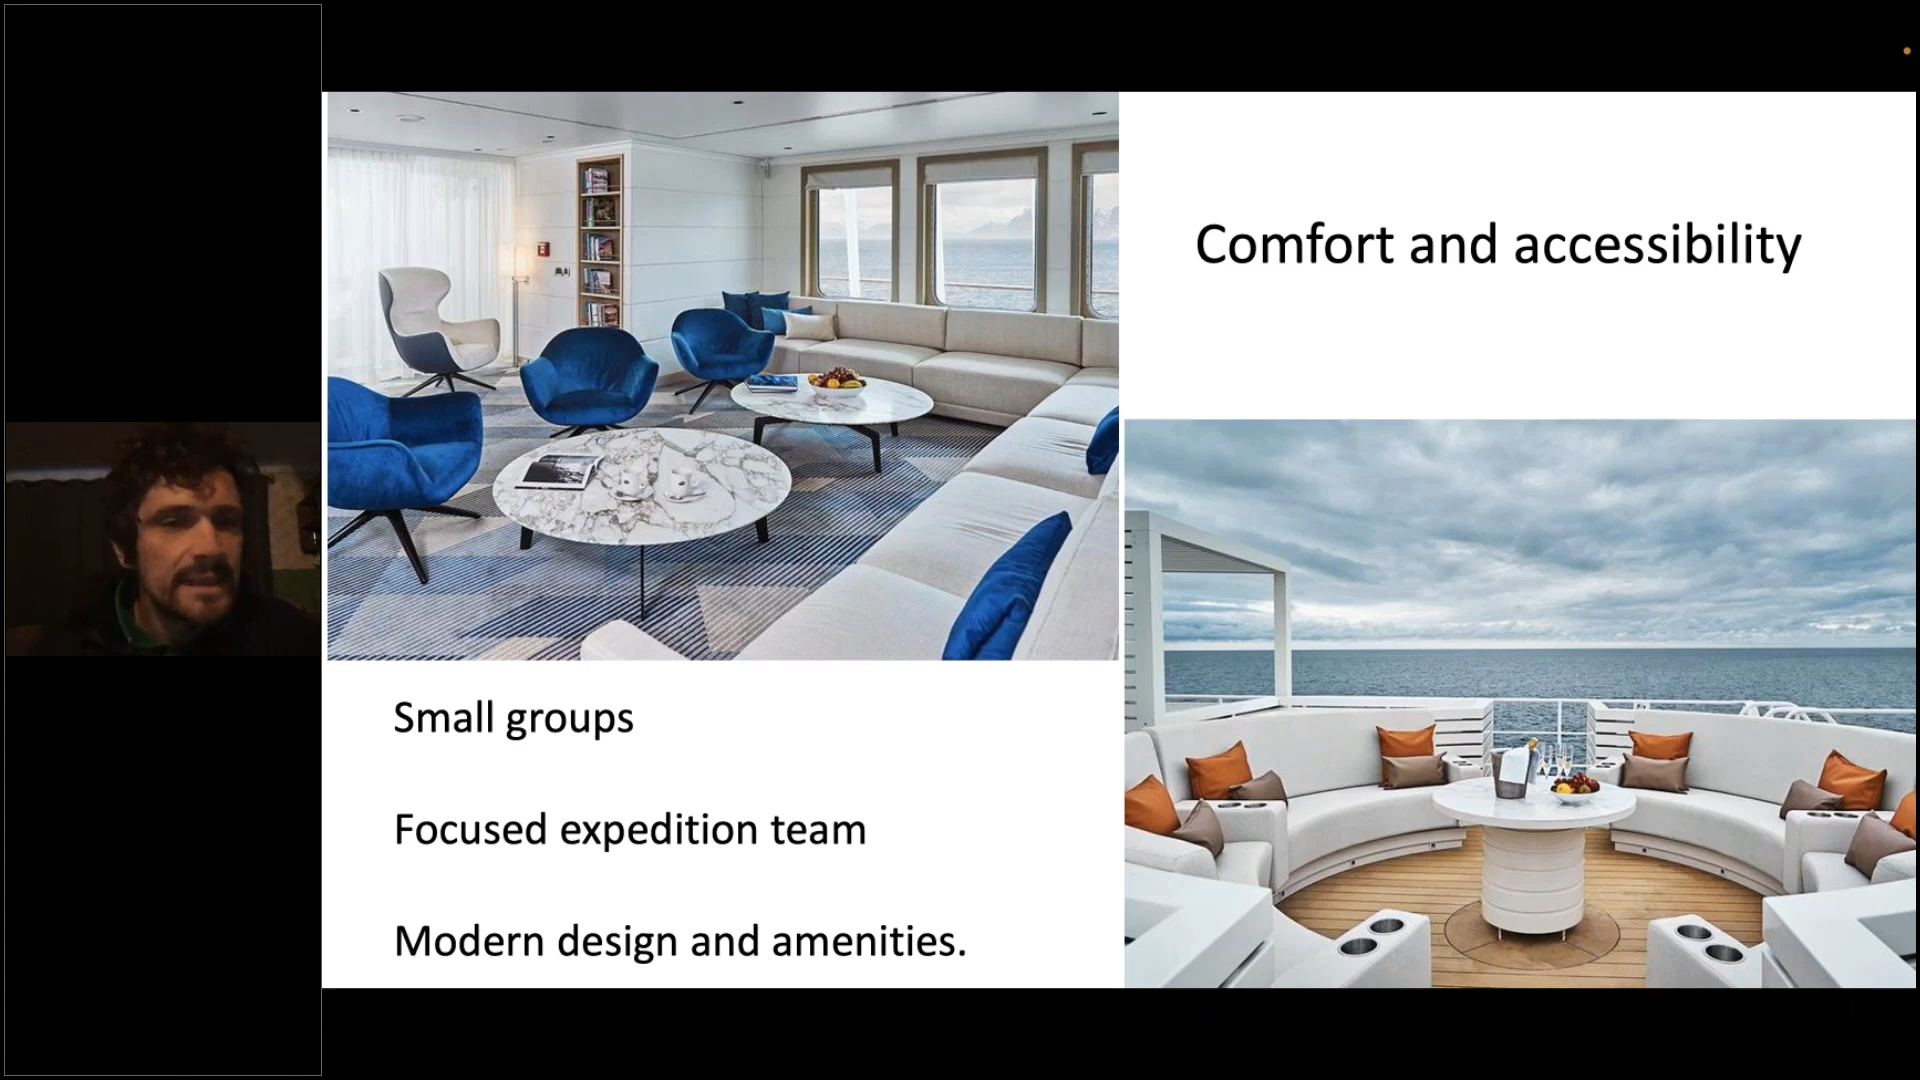 Comfort and accessibility
Small groups
Focused expedition team
Modern design and amenities.